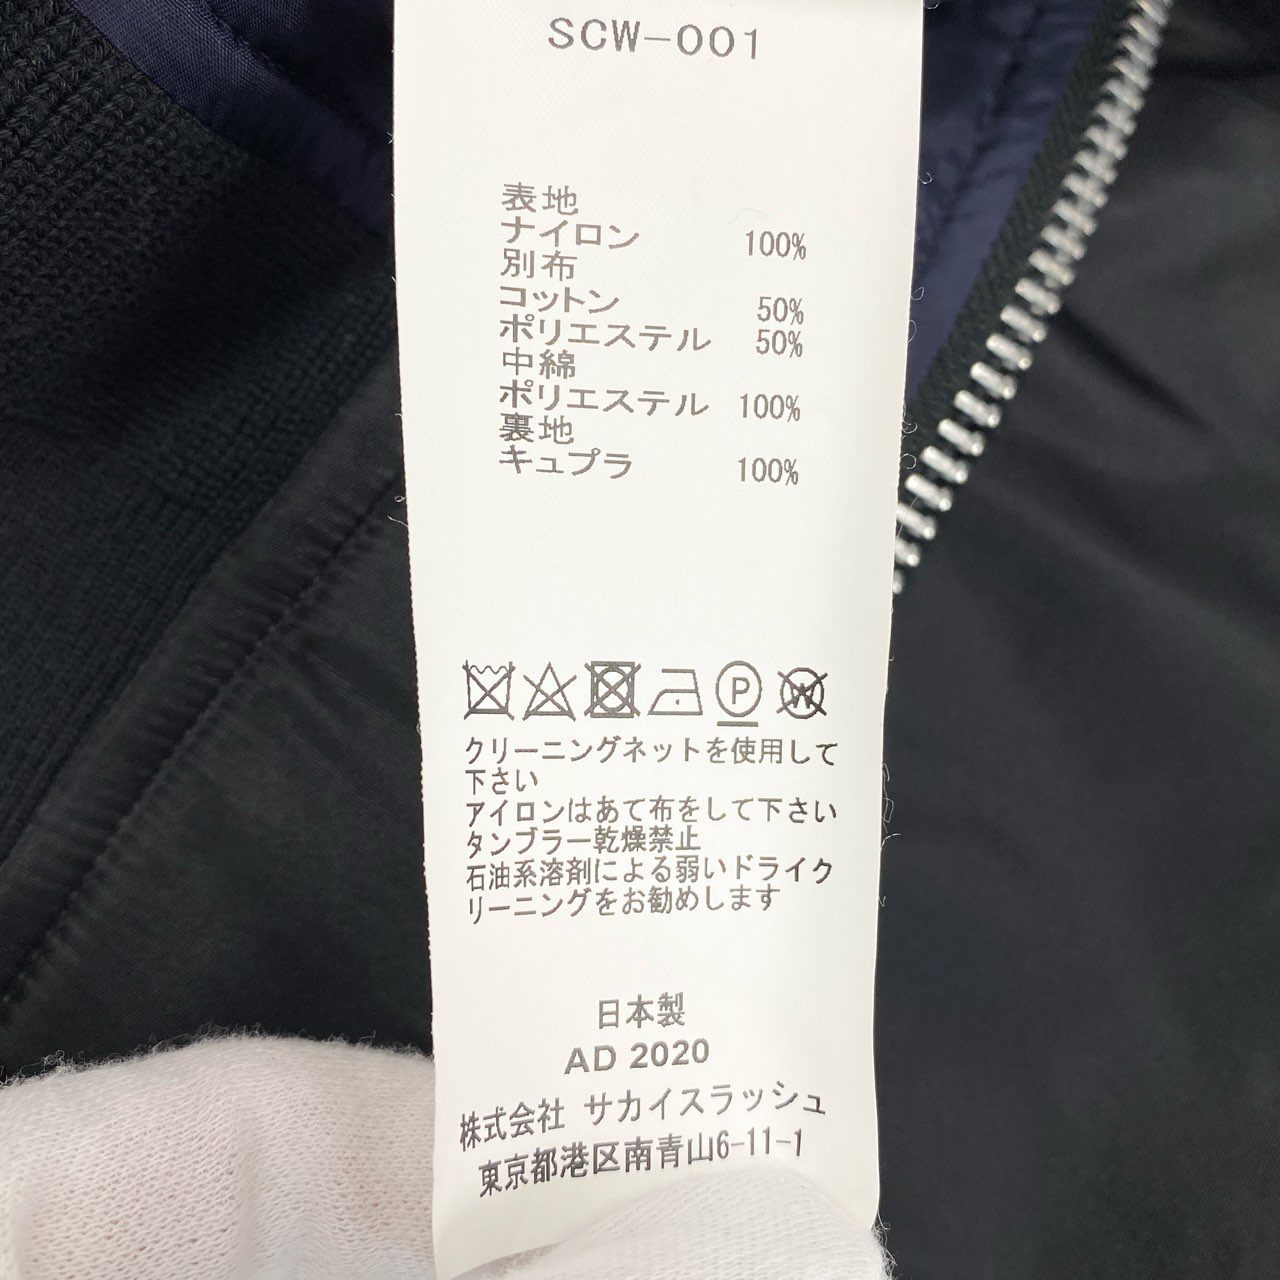 SCW-001
表地
ナイロン 100%
別布
コットン 50%
ポリエステル 50%
中綿
ポリエステル 100%
裏地
キュプラ 100%
P W
クリーニングネットを使用して
下さい
アイロンはあて布をして下さい
タンブラー乾燥禁止
石油系溶剤による弱いドライク
リーニングをお勧めします
日本製
AD 2020
株式会社 サカイスラッシュ
東京都港区南青山6-11-1